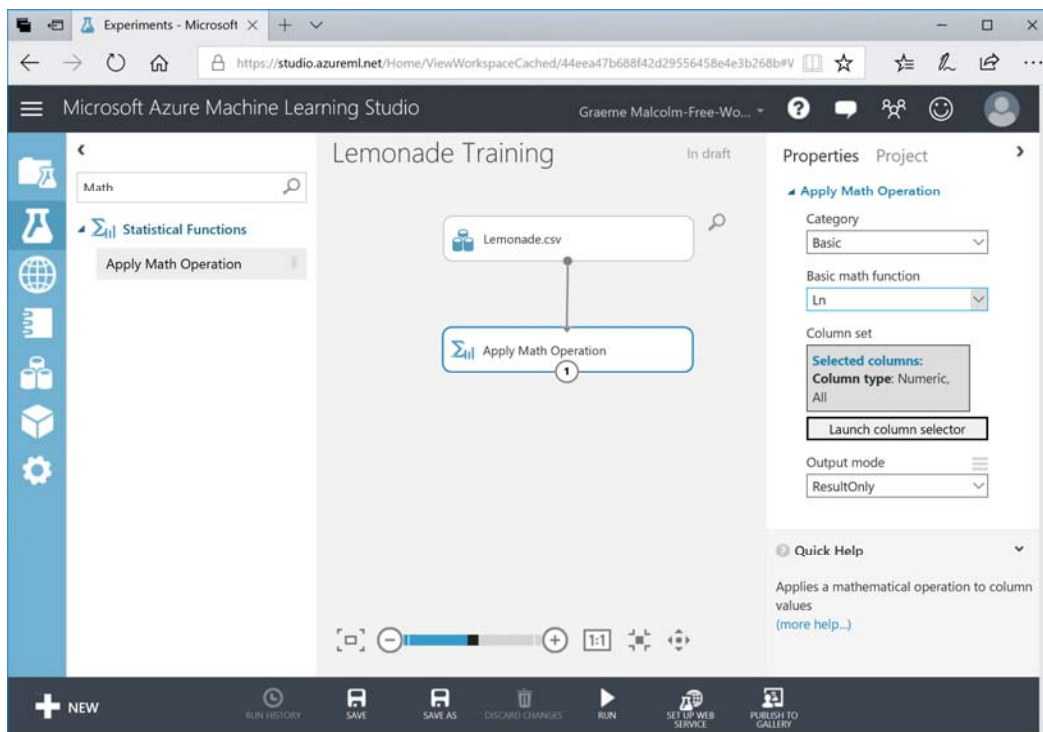 Experiments - Microsoft
https://studio.azureml.net/Home/ViewWorkspaceCached/44eea47b688f42d29556458e4e3b268b#V
Microsoft Azure Machine Learning Studio
Graeme Malcolm-Free-Wo...
Math
Statistical Functions
Apply Math Operation
Lemonade Training
In draft
Lemonade.csv
Apply Math Operation
1
Properties Project
Apply Math Operation
Category
Basic
Basic math function
Ln
Column set
Selected columns:
Column type: Numeric,
All
Launch column selector
Output mode
ResultOnly
Quick Help
Applies a mathematical operation to column
values
(more help...)
1:1
NEW
RUN HISTORY
SAVE
SAVE AS
DISCARD CHANGES
RUN
SET UP WEB
SERVICE
PUBLISH TO
GALLERY